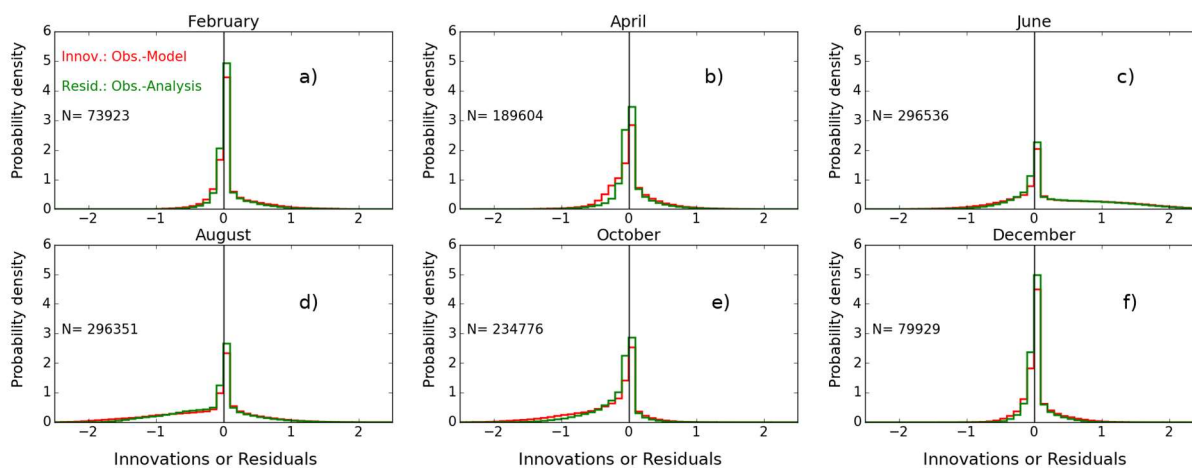 February
Probability density
6
5
4
3
2
1
0
Innov.: Obs.-Model
Resid.: Obs.-Analysis
N= 73923
a)
−2 −1 0 1 2
April
Probability density
6
5
4
3
2
1
0
N= 189604
b)
−2 −1 0 1 2
June
Probability density
6
5
4
3
2
1
0
N= 296536
c)
−2 −1 0 1 2
August
Probability density
6
5
4
3
2
1
0
N= 296351
d)
−2 −1 0 1 2
Innovations or Residuals
October
Probability density
6
5
4
3
2
1
0
N= 234776
e)
−2 −1 0 1 2
Innovations or Residuals
December
Probability density
6
5
4
3
2
1
0
N= 79929
f)
−2 −1 0 1 2
Innovations or Residuals